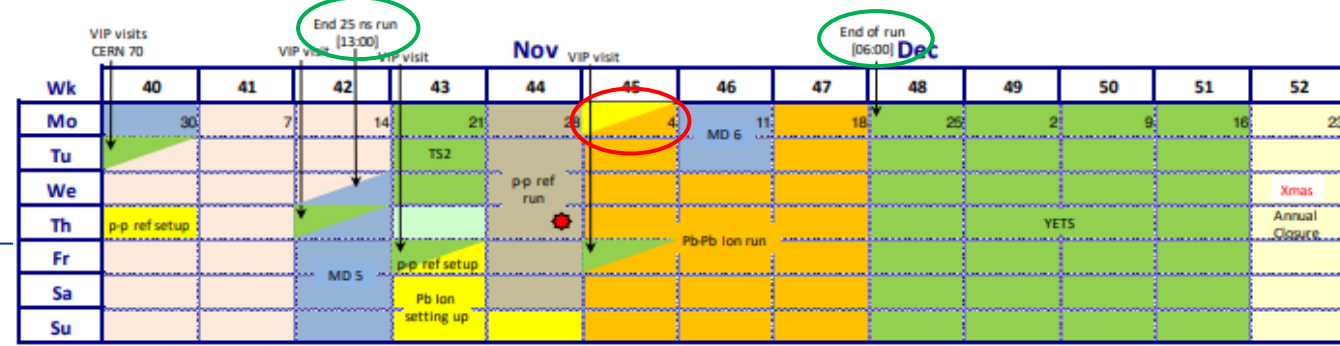 VIP visits
CERN 70
VIP visit
End 25 ns run
[13:00]
VIP visit
Nov
VIP visit
End of run
[06:00]
Dec
Wk 40 41 42 43 44 45 46 47 48 49 50 51 52
Mo 30 7 14 21 28 4 11 18 25 2 9 16 23
MD 6
Tu TS2
We p-p ref
run
Xmas
Th p-p ref setup
Pb-Pb Ion run
YETS
Annual
Closure
Fr p-p ref setup
MD 5
Sa Pb Ion
setting up
Su